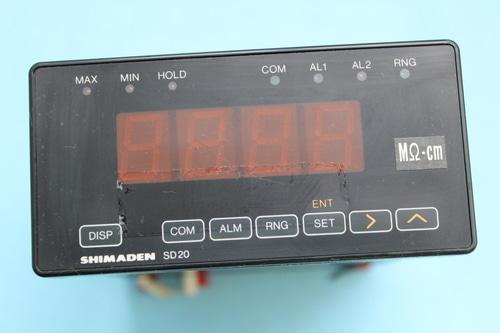 MAX MIN HOLD COM AL1 AL2 RNG
MΩ-cm
ENT
DISP COM ALM RNG SET
SHIMADEN SD20